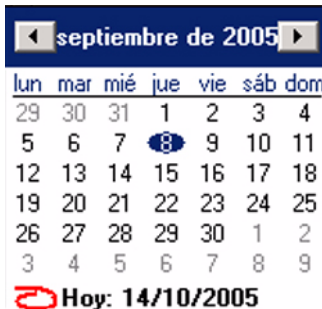 septiembre de 2005
lun mar mié jue vie sáb dom
29 30 31 1 2 3 4
5 6 7 8 9 10 11
12 13 14 15 16 17 18
19 20 21 22 23 24 25
26 27 28 29 30 1 2
3 4 5 6 7 8 9
Hoy: 14/10/2005